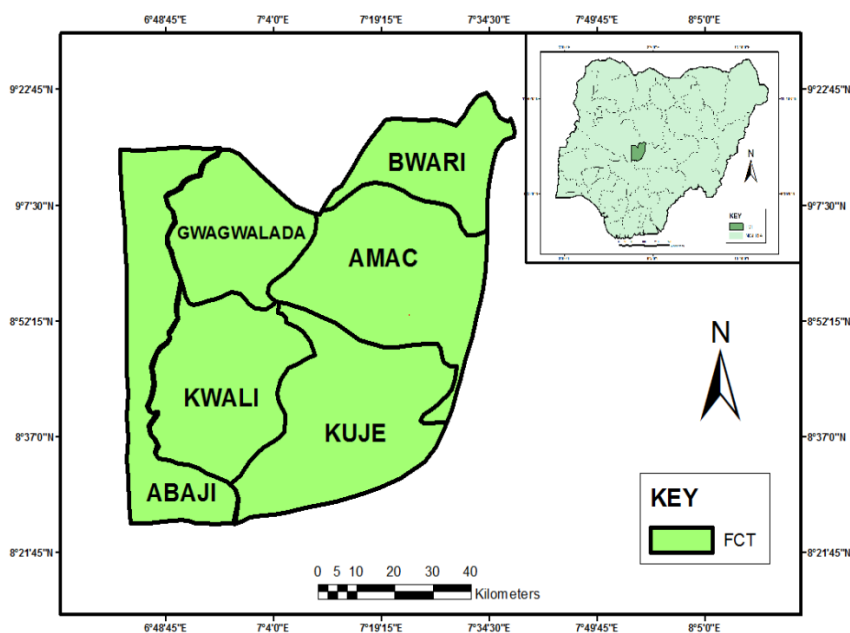 6°48'45"E 7°4'0"E 7°19'15"E 7°34'30"E 7°49'45"E 8°5'0"E
9°22'45"N 9°22'45"N
BWARI
9°7'30"N 9°7'30"N
GWAGWALADA
AMAC
N
KEY
8°52'15"N 8°52'15"N
N
KWALI
KUJE
8°37'0"N 8°37'0"N
ABAJI
KEY
FCT
8°21'45"N 8°21'45"N
0 5 10 20 30 40
Kilometers
6°48'45"E 7°4'0"E 7°19'15"E 7°34'30"E 7°49'45"E 8°5'0"E